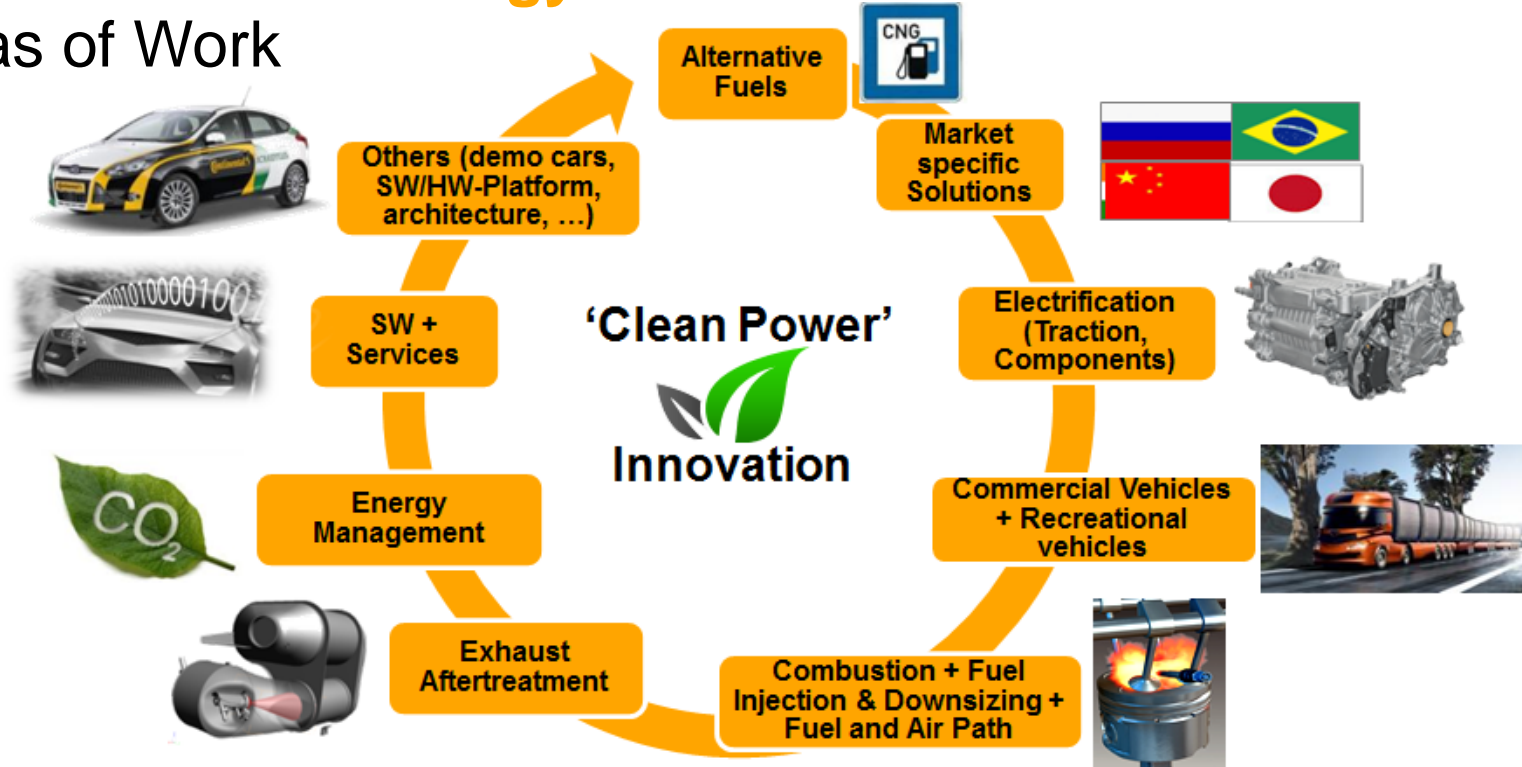 as of Work
Alternative
Fuels
CNG
Market
specific
Solutions
Electrification
(Traction,
Components)
Commercial Vehicles
+ Recreational
vehicles
Combustion + Fuel
Injection & Downsizing +
Fuel and Air Path
Exhaust
Aftertreatment
Energy
Management
CO2
SW +
Services
Others (demo cars,
SW/HW-Platform,
architecture, …)
Continental
‘Clean Power’
Innovation